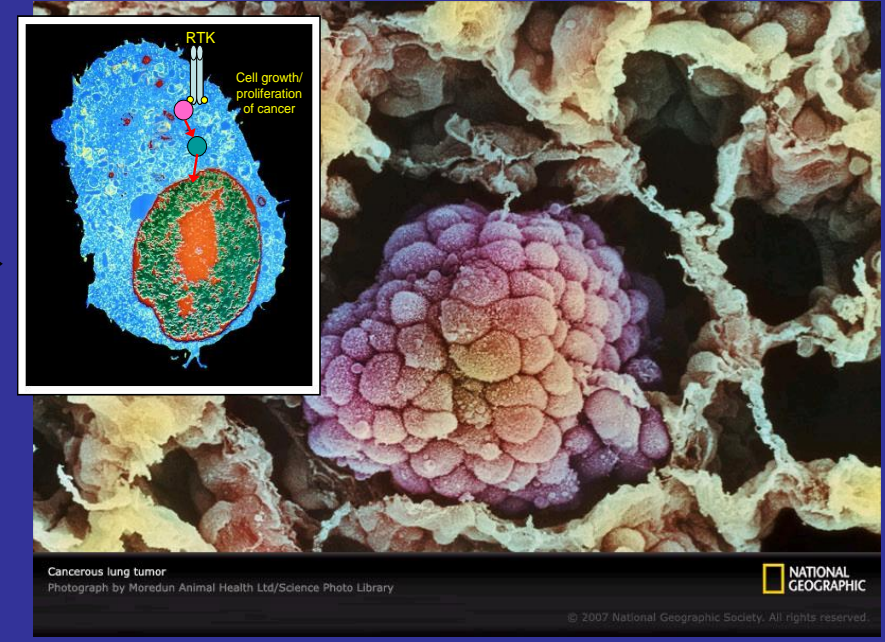 RTK
Cell growth/
proliferation
of cancer
Cancerous lung tumor
Photograph by Moredun Animal Health Ltd/Science Photo Library
NATIONAL
GEOGRAPHIC
© 2007 National Geographic Society. All rights reserved.